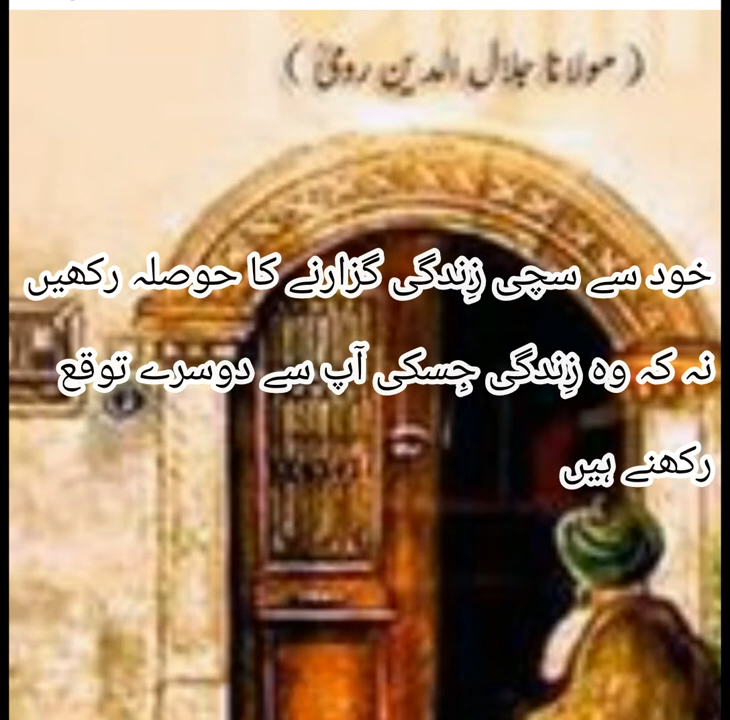 ( مولانا جلال الدین رومیؒ )
خود سے سچی زِندگی گزارنے کا حوصلہ رکھیں
نہ کہ وہ زِندگی جِسکی آپ سے دوسرے توقع
رکھنے ہیں